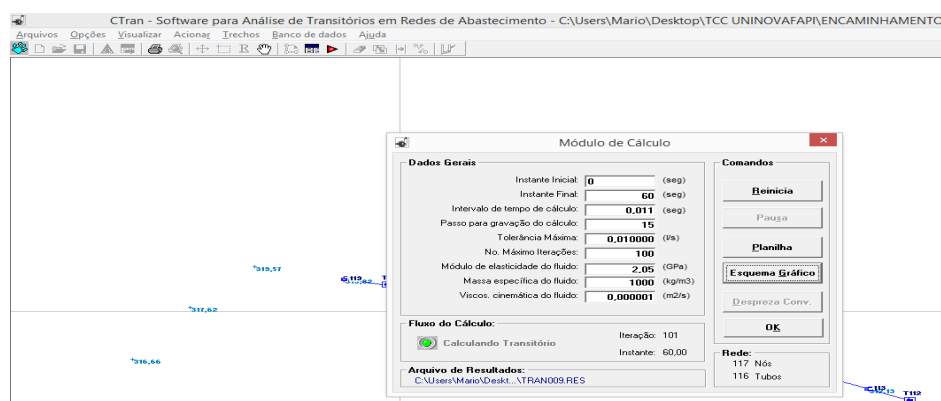 CTran - Software para Análise de Transitórios em Redes de Abastecimento - C:\Users\Mario\Desktop\TCC UNINOVAFAPI\ENCAMINHAMENTO
Arquivos Opções Visualizar Acionar Trechos Banco de dados Ajuda
Módulo de Cálculo
Dados Gerais
Instante Inicial: 0 (seg)
Instante Final: 60 (seg)
Intervalo de tempo de cálculo: 0,011 (seg)
Passo para gravação do cálculo: 15
Tolerância Máxima: 0,010000 (l/s)
No. Máximo Iterações: 100
Módulo de elasticidade do fluido: 2,05 (GPa)
Massa específica do fluido: 1000 (kg/m3)
Viscos. cinemática do fluido: 0,000001 (m2/s)
Comandos
Reinicia
Pausa
Planilha
Esquema Gráfico
Despreza Conv.
OK
Fluxo do Cálculo:
Calculando Transitório
Iteração: 101
Instante: 60,00
Rede:
117 Nós
116 Tubos
Arquivo de Resultados:
C:\Users\Mario\Deskt...\TRAN009.RES
319,57
317,62
316,66
T112